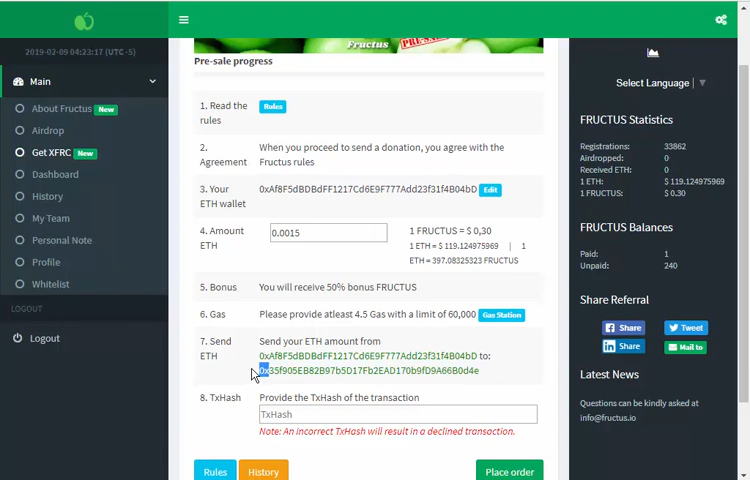 2019-02-09 04:23:17 (UTC -5)
Main
About Fructus New
Airdrop
Get XFRC New
Dashboard
History
My Team
Personal Note
Profile
Whitelist
LOGOUT
Logout
Fructus
PRE-SALE
Pre-sale progress
1. Read the
rules
Rules
2.
Agreement
When you proceed to send a donation, you agree with the
Fructus rules
3. Your
ETH wallet
0xAf8F5dBDBdFF1217Cd6E9F777Add23f31f4B04bD Edit
4. Amount
ETH
0.0015
1 FRUCTUS = $ 0,30
1 ETH = $ 119.124975969 | 1
ETH = 397.08325323 FRUCTUS
5. Bonus
You will receive 50% bonus FRUCTUS
6. Gas
Please provide atleast 4.5 Gas with a limit of 60,000 Gas Station
7. Send
ETH
Send your ETH amount from
0xAf8F5dBDBdFF1217Cd6E9F777Add23f31f4B04bD to:
0x35f905EB82B97b5D17Fb2EAD170b9fD9A66B0d4e
8. TxHash
Provide the TxHash of the transaction
TxHash
Note: An incorrect TxHash will result in a declined transaction.
Rules
History
Place order
Select Language ▼
FRUCTUS Statistics
Registrations: 33862
Airdropped: 0
Received ETH: 0
1 ETH: $ 119.124975969
1 FRUCTUS: $ 0.30
FRUCTUS Balances
Paid: 1
Unpaid: 240
Share Referral
Share
Tweet
Share
Mail to
Latest News
Questions can be kindly asked at
info@fructus.io